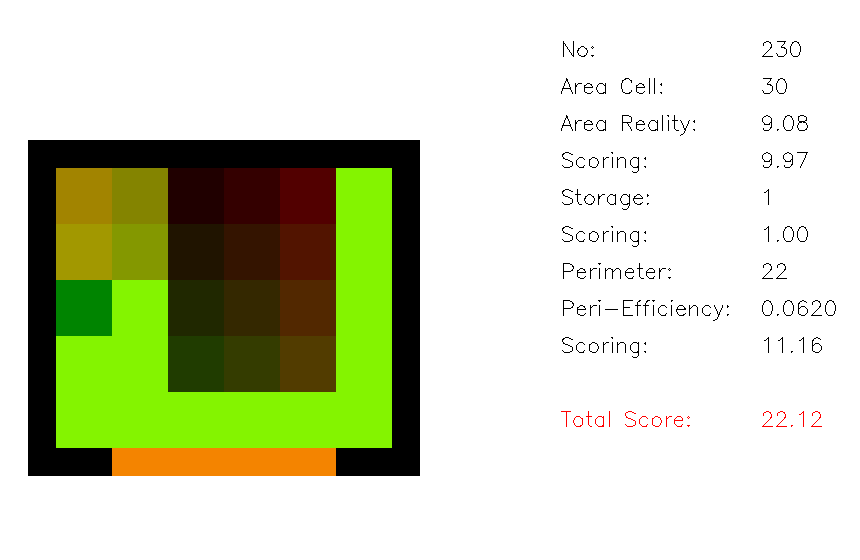 No: 230
Area Cell: 30
Area Reality: 9.08
Scoring: 9.97
Storage: 1
Scoring: 1.00
Perimeter: 22
Peri-Efficiency: 0.0620
Scoring: 11.16
Total Score: 22.12